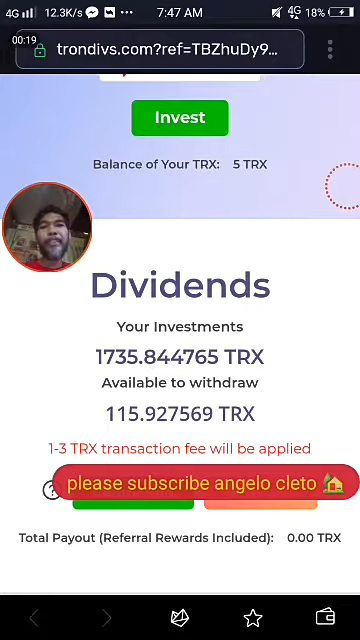 00:19
4G 12.3K/s 7:47 AM 4G 18%
trondivs.com?ref=TBZhuDy9...
Invest
Balance of Your TRX: 5 TRX
Dividends
Your Investments
1735.844765 TRX
Available to withdraw
115.927569 TRX
1-3 TRX transaction fee will be applied
please subscribe angelo cleto 🏡
Total Payout (Referral Rewards Included): 0.00 TRX